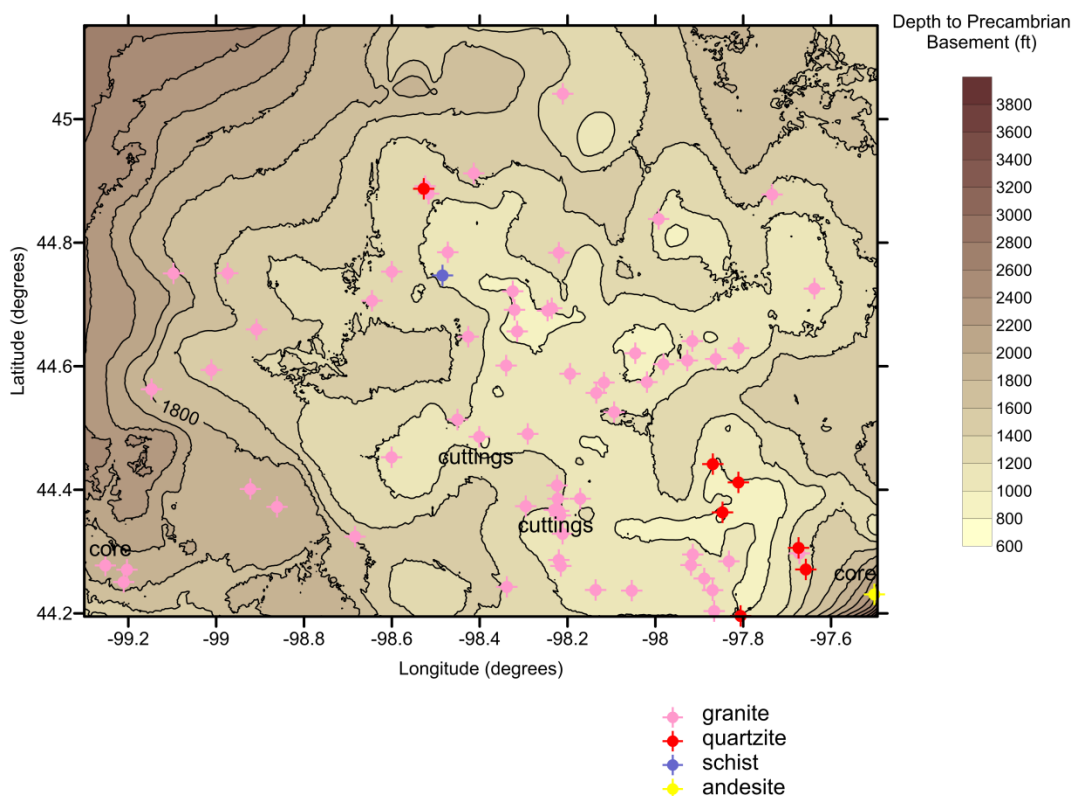 Depth to Precambrian
Basement (ft)
3800
3600
3400
3200
3000
2800
2600
2400
2200
2000
1800
1600
1400
1200
1000
800
600
45
44.8
44.6
44.4
44.2
Latitude (degrees)
1800
cuttings
cuttings
core
core
-99.2
-99
-98.8
-98.6
-98.4
-98.2
-98
-97.8
-97.6
Longitude (degrees)
granite
quartzite
schist
andesite